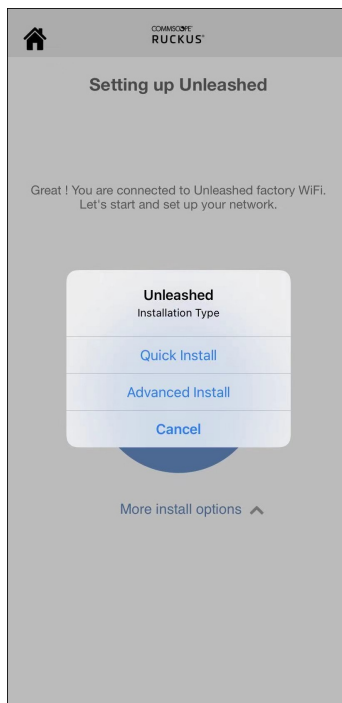 COMMSCOPE®
RUCKUS®
Setting up Unleashed
Great ! You are connected to Unleashed factory WiFi.
Let's start and set up your network.
Unleashed
Installation Type
Quick Install
Advanced Install
Cancel
More install options